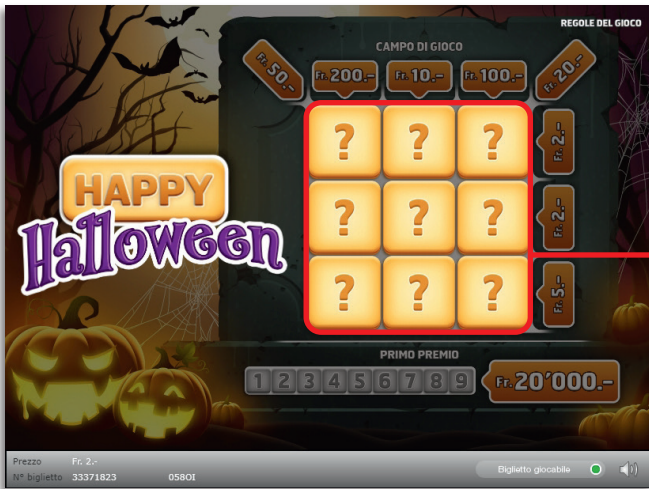 REGOLE DEL GIOCO
CAMPO DI GIOCO
Fr. 50.- Fr. 200.- Fr. 10.- Fr. 100.- Fr. 20.-
? ? ? Fr. 2.-
HAPPY
Halloween
? ? ? Fr. 2.-
? ? ? Fr. 5.-
PRIMO PREMIO
1 2 3 4 5 6 7 8 9 Fr. 20'000.-
Prezzo Fr. 2.-
N° biglietto 33371823 058OI
Biglietto giocabile